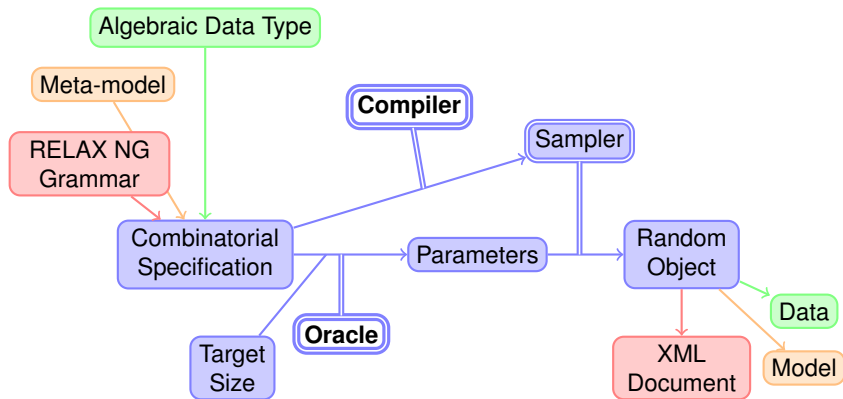 Algebraic Data Type
Meta-model
Compiler
RELAX NG
Grammar
Sampler
Combinatorial
Specification
Parameters
Random
Object
Data
Oracle
Target
Size
XML
Document
Model